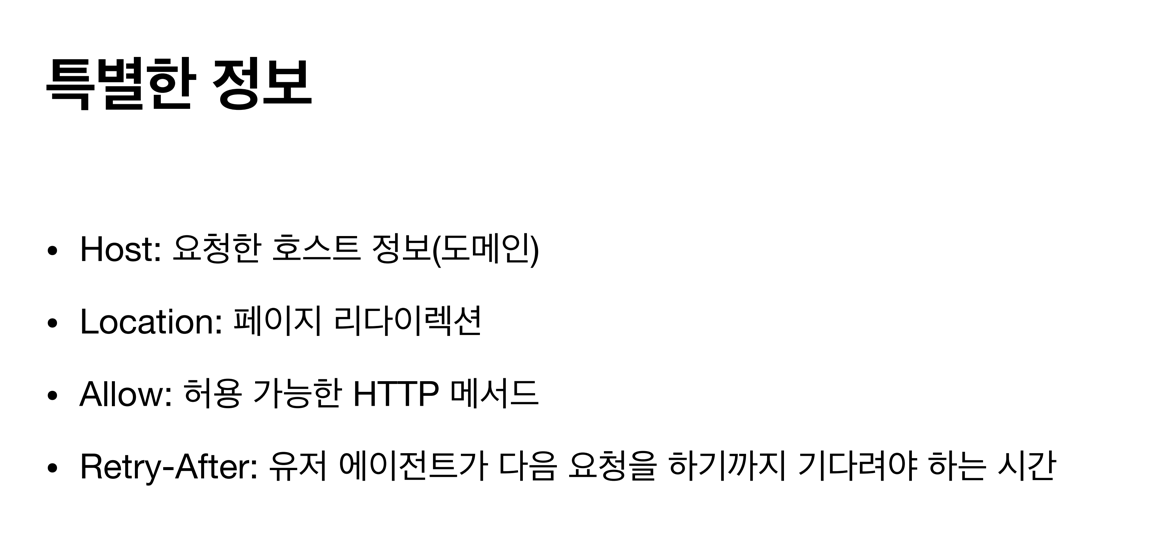 특별한 정보
• Host: 요청한 호스트 정보(도메인)
• Location: 페이지 리다이렉션
• Allow: 허용 가능한 HTTP 메서드
• Retry-After: 유저 에이전트가 다음 요청을 하기까지 기다려야 하는 시간